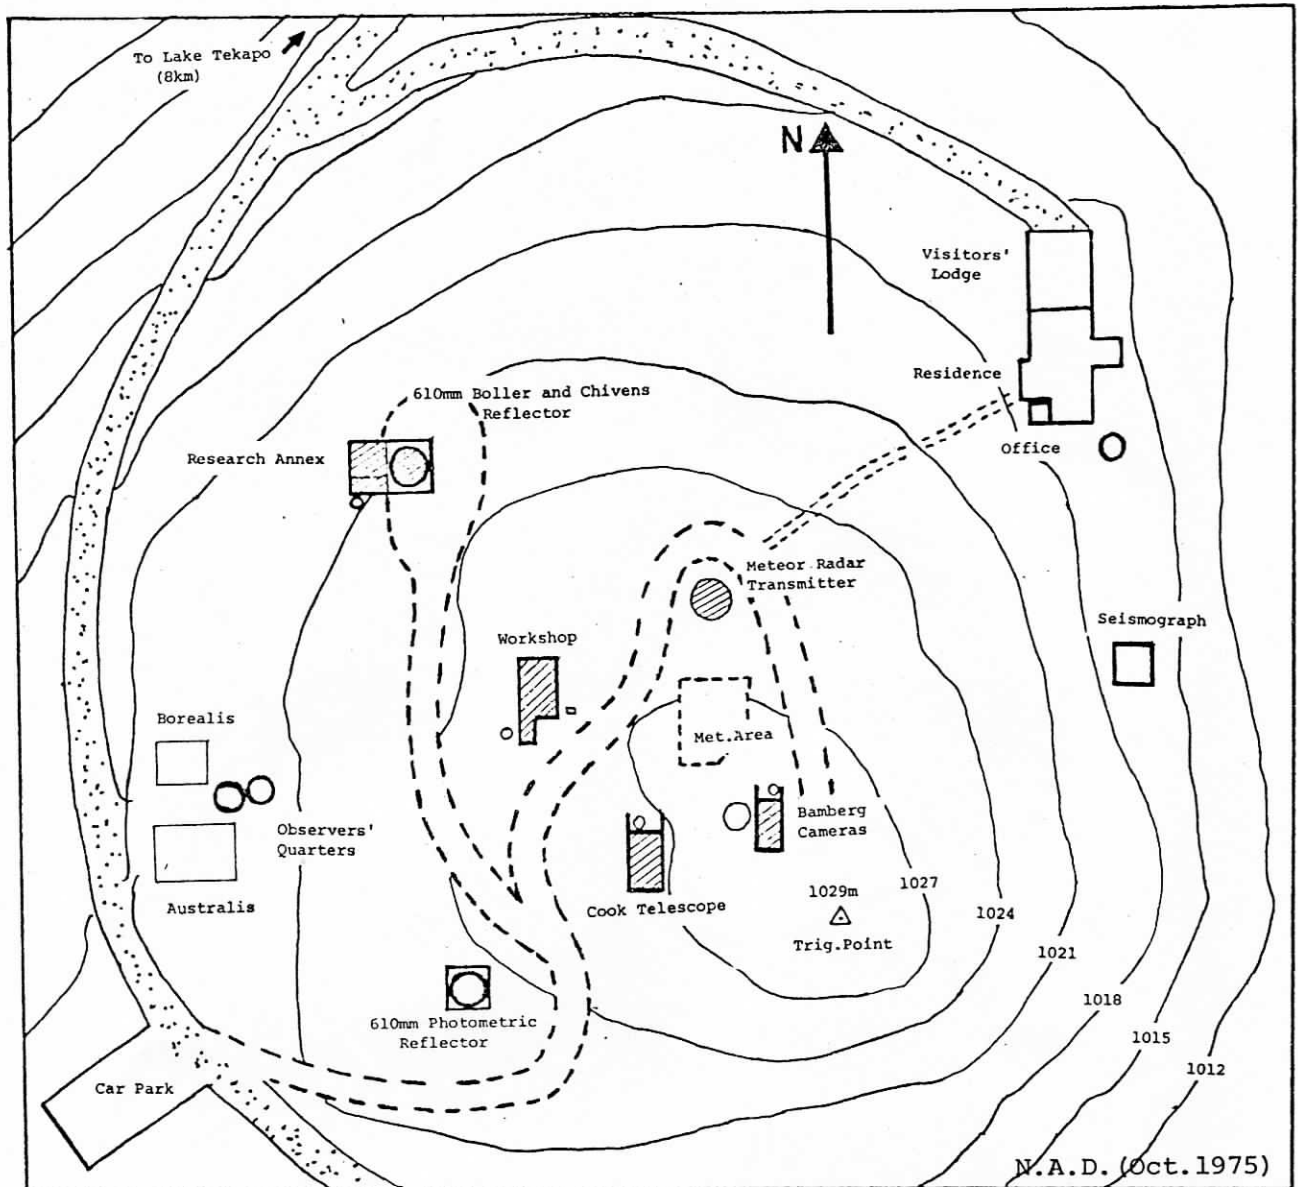 To Lake Tekapo
(8km)
N
Visitors'
Lodge
Residence
610mm Boller and Chivens
Reflector
Research Annex
Office
Meteor Radar
Transmitter
Seismograph
Workshop
Borealis
Met.Area
Observers'
Quarters
Bamberg
Cameras
Australis
Cook Telescope
1029m
1027
Trig.Point
1024
1021
1018
610mm Photometric
Reflector
1015
1012
Car Park
N.A.D.(Oct.1975)